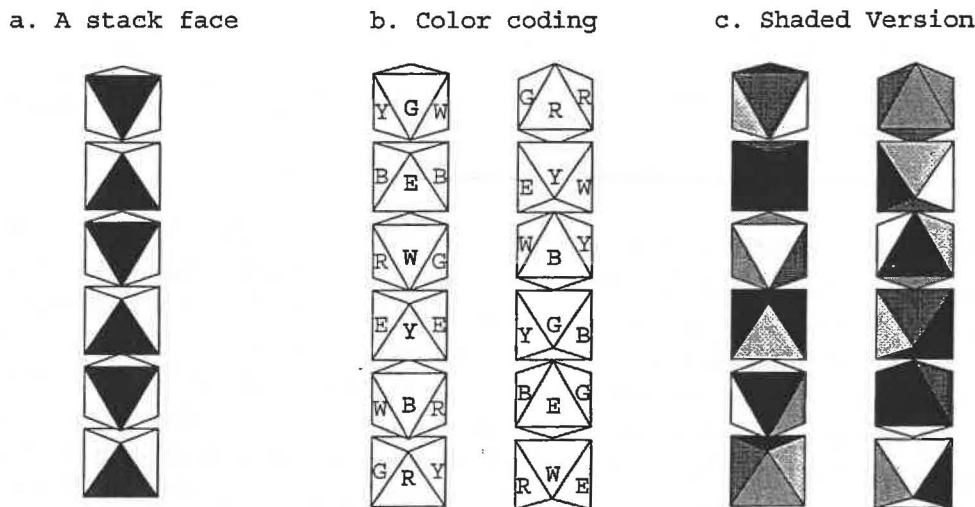 a. A stack face
b. Color coding
c. Shaded Version
Y G W
G R R
B E B
E Y W
R W G
W B Y
E Y E
Y G B
W B R
B E G
G R Y
R W E